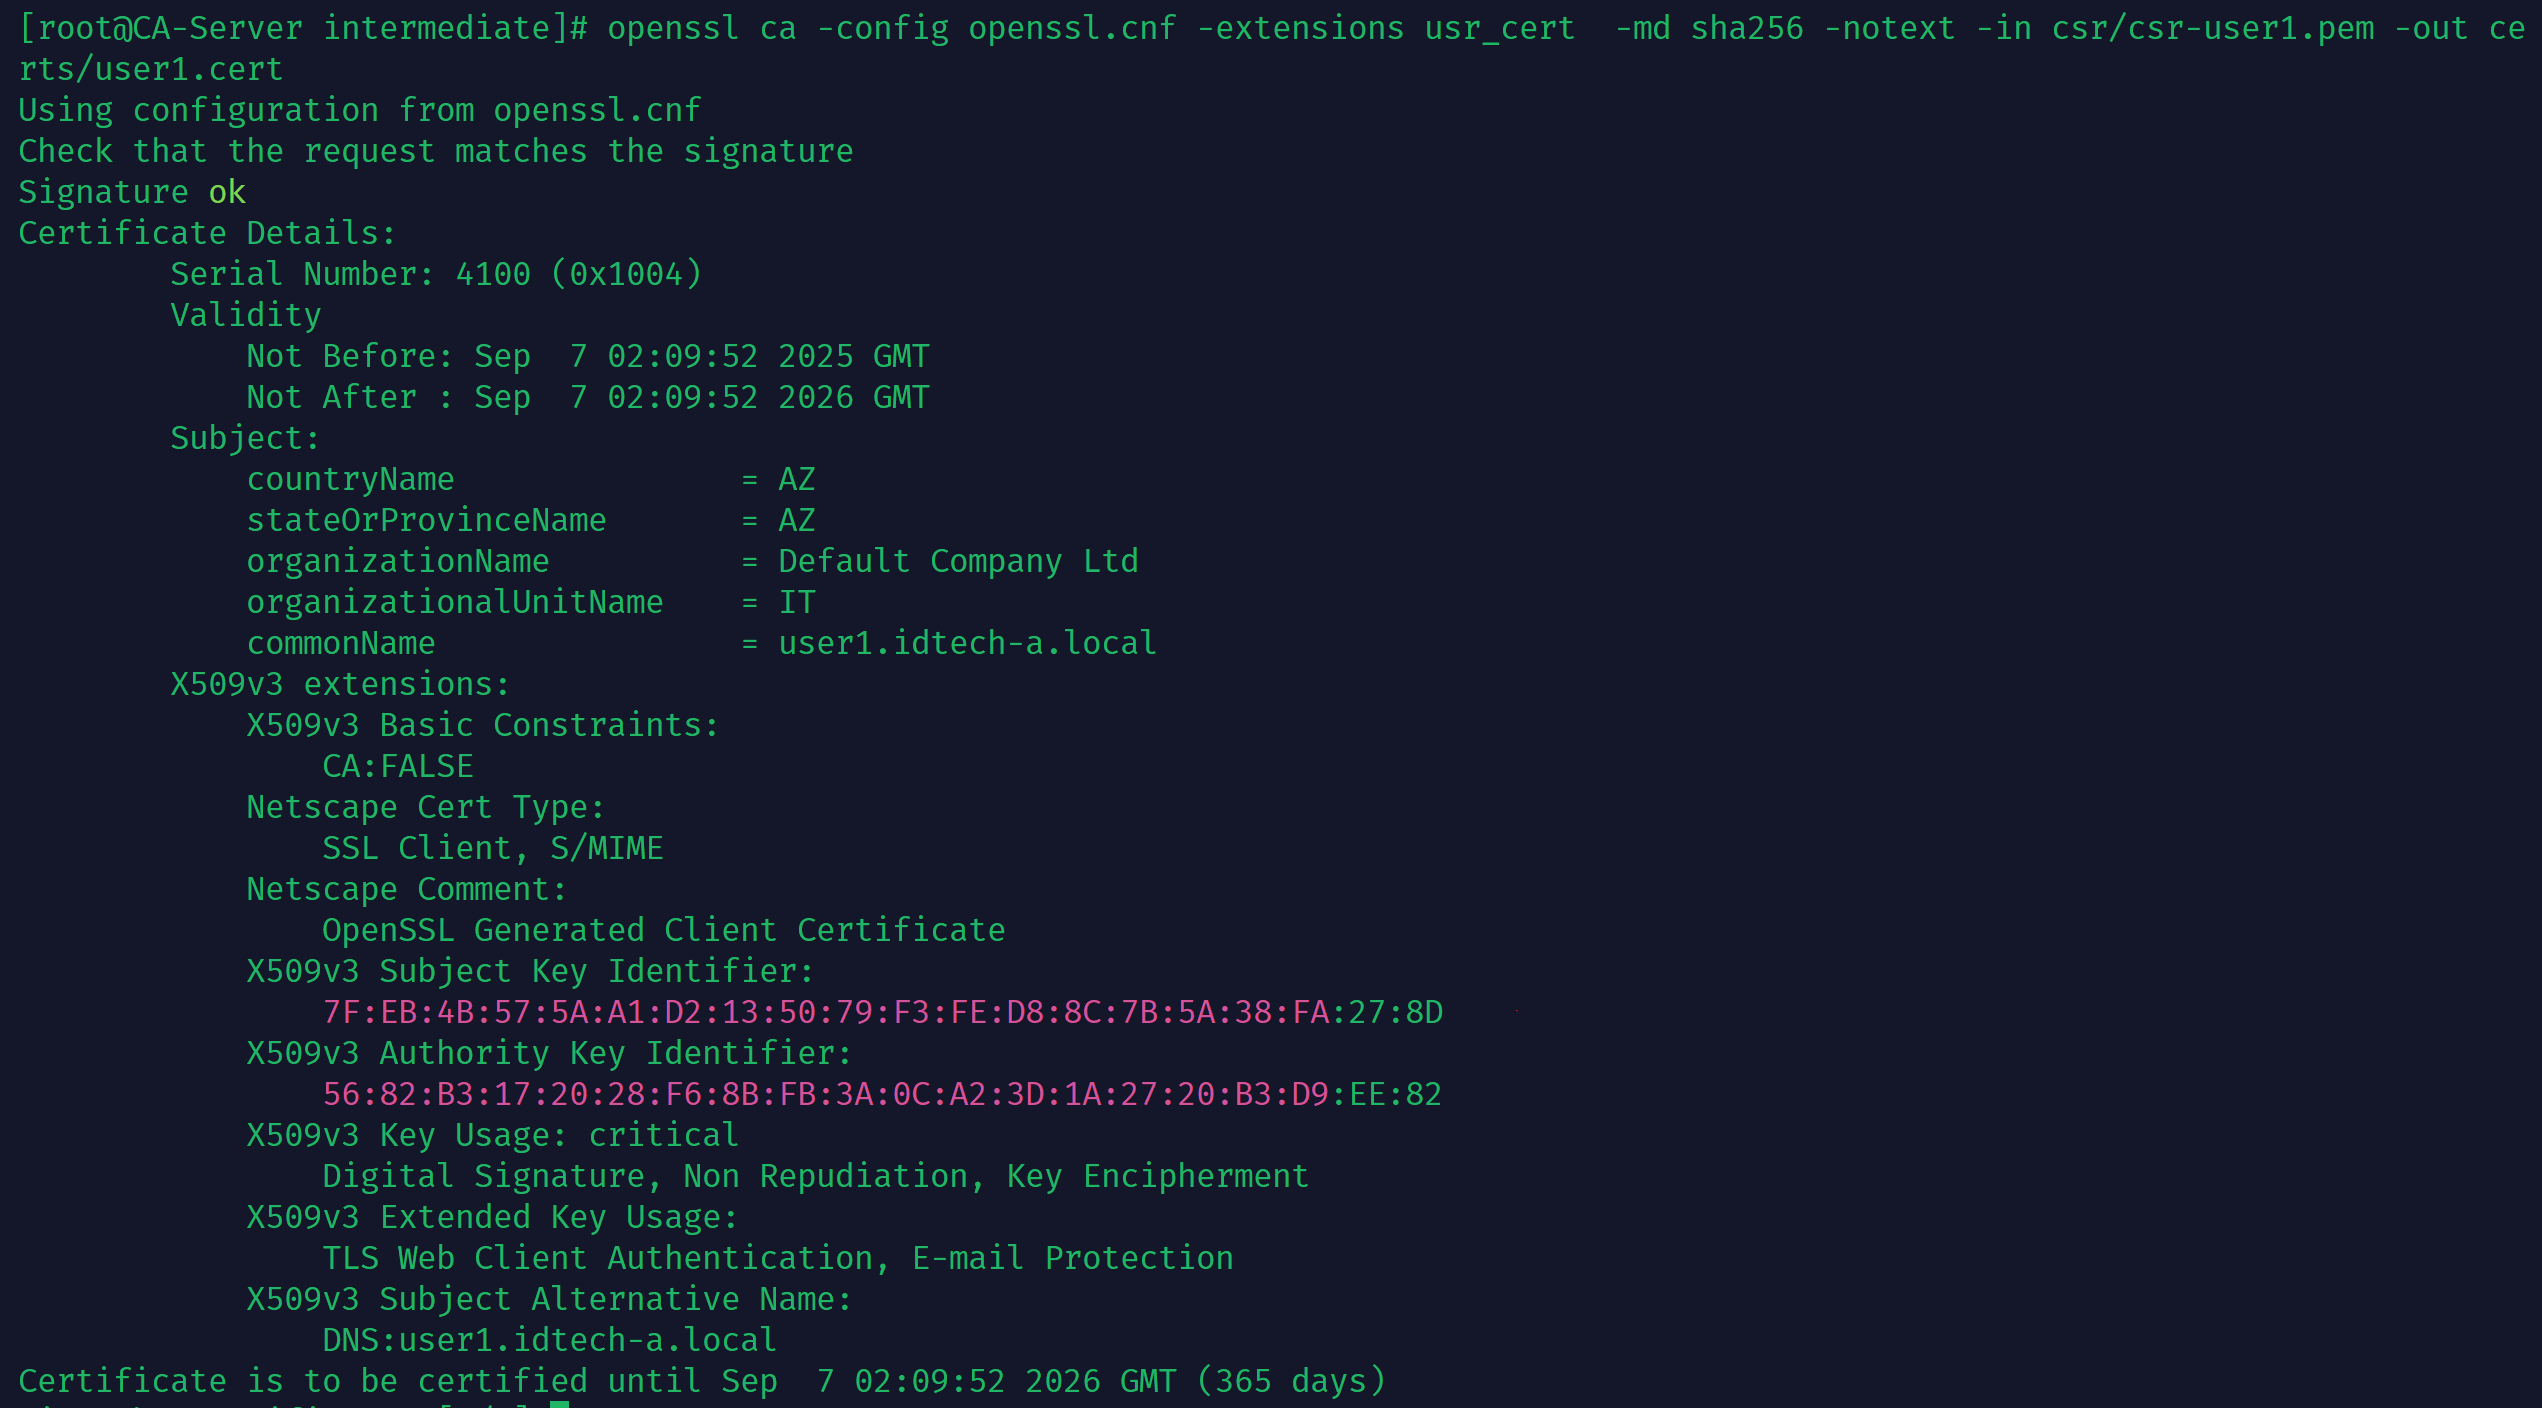 [root@CA-Server intermediate]# openssl ca -config openssl.cnf -extensions usr_cert  -md sha256 -notext -in csr/csr-user1.pem -out ce
rts/user1.cert
Using configuration from openssl.cnf
Check that the request matches the signature
Signature ok
Certificate Details:
        Serial Number: 4100 (0x1004)
        Validity
            Not Before: Sep  7 02:09:52 2025 GMT
            Not After : Sep  7 02:09:52 2026 GMT
        Subject:
            countryName               = AZ
            stateOrProvinceName       = AZ
            organizationName          = Default Company Ltd
            organizationalUnitName    = IT
            commonName                = user1.idtech-a.local
        X509v3 extensions:
            X509v3 Basic Constraints:
                CA:FALSE
            Netscape Cert Type:
                SSL Client, S/MIME
            Netscape Comment:
                OpenSSL Generated Client Certificate
            X509v3 Subject Key Identifier:
                7F:EB:4B:57:5A:A1:D2:13:50:79:F3:FE:D8:8C:7B:5A:38:FA:27:8D
            X509v3 Authority Key Identifier:
                56:82:B3:17:20:28:F6:8B:FB:3A:0C:A2:3D:1A:27:20:B3:D9:EE:82
            X509v3 Key Usage: critical
                Digital Signature, Non Repudiation, Key Encipherment
            X509v3 Extended Key Usage:
                TLS Web Client Authentication, E-mail Protection
            X509v3 Subject Alternative Name:
                DNS:user1.idtech-a.local
Certificate is to be certified until Sep  7 02:09:52 2026 GMT (365 days)